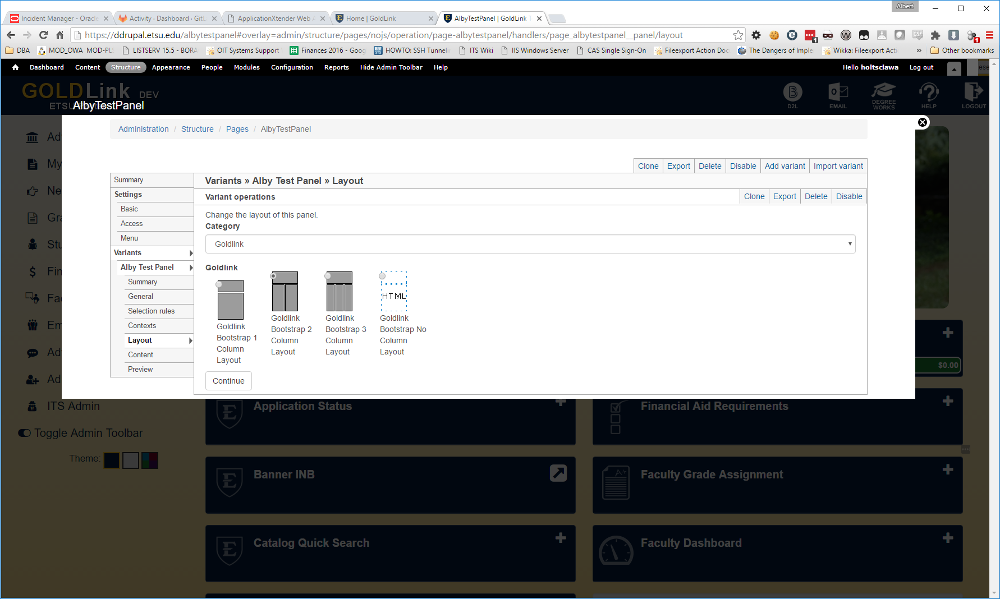 Albert
Incident Manager - Oracle
Activity · Dashboard · GitL
ApplicationXtender Web A
Home | GoldLink
AlbyTestPanel | GoldLink T
https://ddrupal.etsu.edu/albytestpanel#overlay=admin/structure/pages/nojs/operation/page-albytestpanel/handlers/page_albytestpanel__panel/layout
DBA
MOD_OWA MOD-PLS
LISTSERV 15.5 - BORA
OIT Systems Support
Finances 2016 - Goog
HOWTO: SSH Tunnelin
ITS Wiki
IIS Windows Server
CAS Single Sign-On
Fileexport Action Doc
The Dangers of Imple
Wikka: Fileexport Acti
»
Other bookmarks
Dashboard Content Structure Appearance People Modules Configuration Reports Hide Admin Toolbar Help
Hello holtsclawa Log out
GOLDLink DEV
AlbyTestPanel
D2L
EMAIL
DEGREE
WORKS
HELP
LOGOUT
Administration / Structure / Pages / AlbyTestPanel
Clone Export Delete Disable Add variant Import variant
Summary
Settings
Basic
Access
Menu
Variants
Alby Test Panel
Summary
General
Selection rules
Contexts
Layout
Content
Preview
Variants » Alby Test Panel » Layout
Variant operations
Clone Export Delete Disable
Change the layout of this panel.
Category
Goldlink
Goldlink
Goldlink
Bootstrap 1
Column
Layout
Goldlink
Bootstrap 2
Column
Layout
Goldlink
Bootstrap 3
Column
Layout
HTML
Goldlink
Bootstrap No
Column
Layout
Continue
Ad
My
Ne
Gra
Stu
Fin
Fac
Em
Ad
Ad
ITS Admin
Toggle Admin Toolbar
Theme:
$0.00
Application Status
Financial Aid Requirements
Banner INB
Faculty Grade Assignment
Catalog Quick Search
Faculty Dashboard